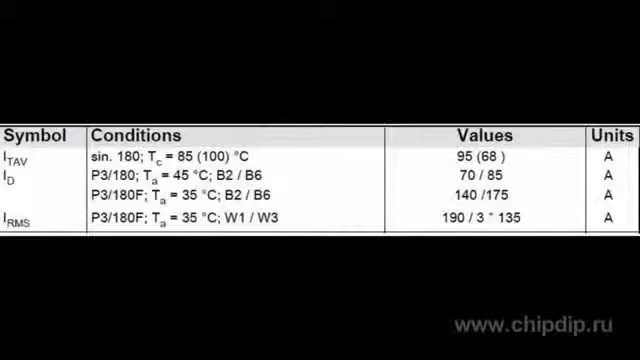 Symbol Conditions Values Units
ITAV sin. 180; Tc = 85 (100) °C 95 (68 ) A
ID P3/180; Ta = 45 °C; B2 / B6 70 / 85 A
P3/180F; Ta = 35 °C; B2 / B6 140 /175 A
IRMS P3/180F; Ta = 35 °C; W1 / W3 190 / 3 * 135 A
www.chipdip.ru